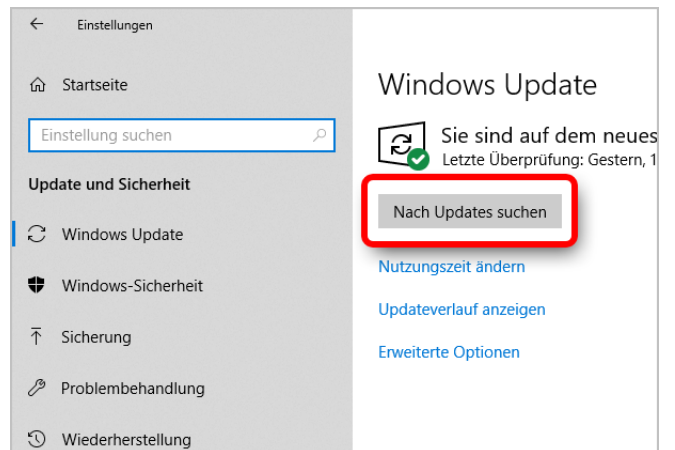 Einstellungen
Startseite
Einstellung suchen
Update und Sicherheit
Windows Update
Windows-Sicherheit
Sicherung
Problembehandlung
Wiederherstellung
Windows Update
Sie sind auf dem neues
Letzte Überprüfung: Gestern, 1
Nach Updates suchen
Nutzungszeit ändern
Updateverlauf anzeigen
Erweiterte Optionen